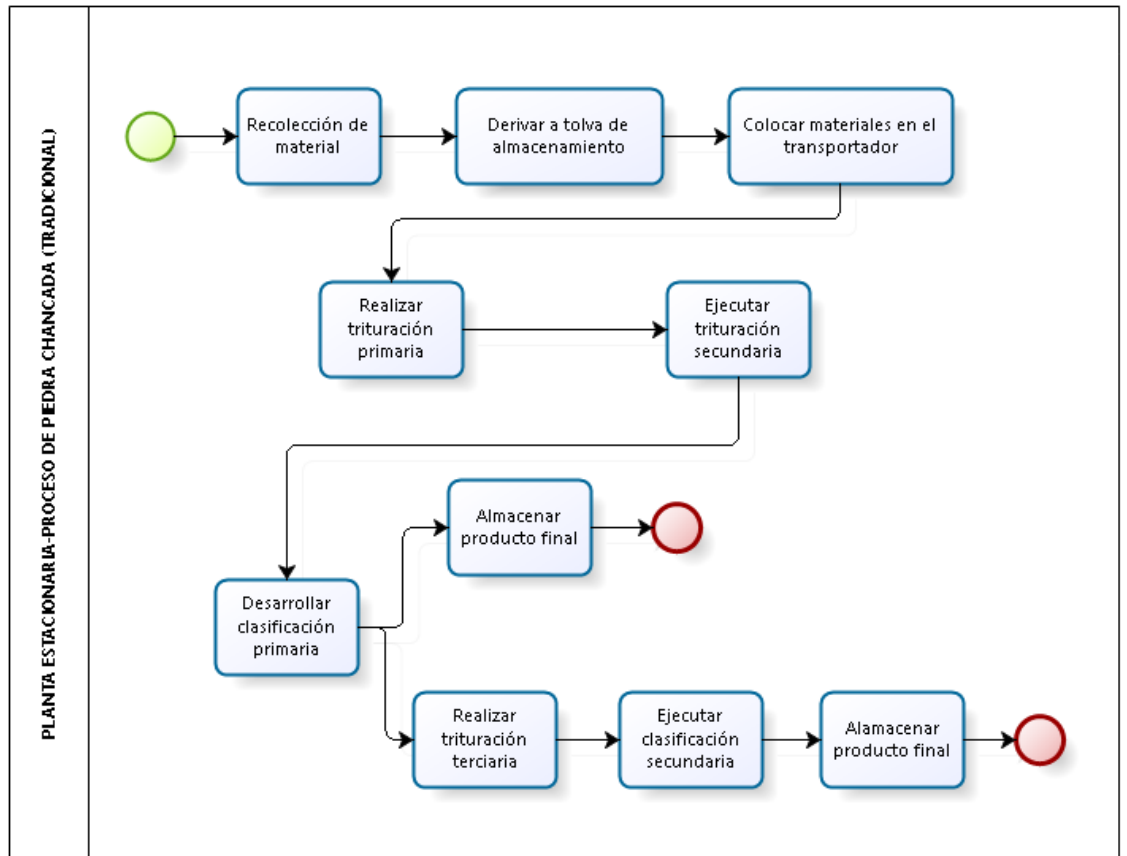 PLANTA ESTACIONARIA-PROCESO DE PIEDRA CHANCADA (TRADICIONAL)
Recolección de
material
Derivar a tolva de
almacenamiento
Colocar materiales en el
transportador
Realizar
trituración
primaria
Ejecutar
trituración
secundaria
Almacenar
producto final
Desarrollar
clasificación
primaria
Realizar
trituración
terciaria
Ejecutar
clasificación
secundaria
Alamacenar
producto final